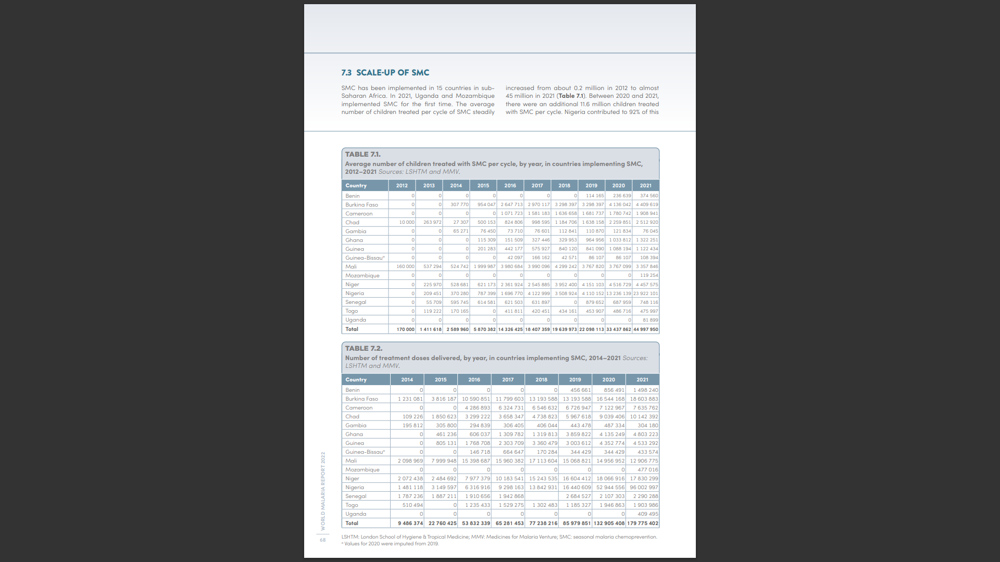 7.3 SCALE-UP OF SMC
SMC has been implemented in 15 countries in sub-
Saharan Africa. In 2021, Uganda and Mozambique
implemented SMC for the first time. The average
number of children treated per cycle of SMC steadily
increased from about 0.2 million in 2012 to almost
45 million in 2021 (Table 7.1). Between 2020 and 2021,
there were an additional 11.6 million children treated
with SMC per cycle. Nigeria contributed to 92% of this
TABLE 7.1.
Average number of children treated with SMC per cycle, by year, in countries implementing SMC,
2012–2021 Sources: LSHTM and MMV.
Country 2012 2013 2014 2015 2016 2017 2018 2019 2020 2021
Benin 0 0 0 0 0 0 0 114 165 236 639 374 560
Burkina Faso 0 0 307 770 954 047 2 647 713 2 970 117 3 298 397 3 298 397 4 136 042 4 409 619
Cameroon 0 0 0 0 1 071 723 1 581 183 1 636 658 1 681 737 1 780 742 1 908 941
Chad 10 000 263 972 27 307 500 153 824 806 998 595 1 184 706 1 638 158 2 259 851 2 512 920
Gambia 0 0 65 271 76 450 73 710 76 601 112 841 110 870 121 834 76 045
Ghana 0 0 0 115 309 151 509 327 446 329 953 964 956 1 033 812 1 322 251
Guinea 0 0 0 201 283 442 177 575 927 840 120 841 090 1 088 194 1 122 434
Guinea-Bissauᵃ 0 0 0 0 42 097 166 162 42 571 86 107 86 107 108 394
Mali 160 000 537 294 524 742 1 999 987 3 980 684 3 990 096 4 299 242 3 767 820 3 767 099 3 357 846
Mozambique 0 0 0 0 0 0 0 0 0 119 254
Niger 0 225 970 528 681 621 173 2 361 924 2 545 885 3 952 400 4 151 103 4 516 729 4 457 575
Nigeria 0 209 451 370 280 787 399 1 696 770 4 122 999 3 508 924 4 110 152 13 236 139 23 922 101
Senegal 0 55 709 595 745 614 581 621 503 631 897 0 879 652 687 959 748 116
Togo 0 119 222 170 165 0 411 811 420 451 434 161 453 907 486 716 475 997
Uganda 0 0 0 0 0 0 0 0 0 81 899
Total 170 000 1 411 618 2 589 960 5 870 382 14 326 425 18 407 359 19 639 973 22 098 113 33 437 862 44 997 950
TABLE 7.2.
Number of treatment doses delivered, by year, in countries implementing SMC, 2014–2021 Sources:
LSHTM and MMV.
Country 2014 2015 2016 2017 2018 2019 2020 2021
Benin 0 0 0 0 0 456 661 856 491 1 498 240
Burkina Faso 1 231 081 3 816 187 10 590 851 11 799 603 13 193 588 13 193 588 16 544 168 18 603 883
Cameroon 0 0 4 286 893 6 324 731 6 546 632 6 726 947 7 122 967 7 635 762
Chad 109 226 1 850 623 3 299 222 3 658 347 4 738 823 5 967 618 9 039 406 10 142 392
Gambia 195 812 305 800 294 839 306 405 406 044 443 478 487 334 304 180
Ghana 0 461 236 606 037 1 309 782 1 319 813 3 859 822 4 135 249 4 803 223
Guinea 0 805 131 1 768 708 2 303 709 3 360 479 3 003 612 4 352 774 4 533 292
Guinea-Bissauᵃ 0 0 146 718 664 647 170 284 344 429 344 429 433 574
Mali 2 098 969 7 999 948 15 398 687 15 960 382 17 113 604 15 068 821 14 956 952 12 906 775
Mozambique 0 0 0 0 0 0 0 477 016
Niger 2 072 438 2 484 692 7 977 379 10 183 541 15 243 535 16 604 412 18 066 916 17 830 299
Nigeria 1 481 118 3 149 597 6 316 916 9 298 163 13 842 931 16 440 609 52 944 556 96 002 997
Senegal 1 787 236 1 887 211 1 910 656 1 942 868 2 684 527 2 107 303 2 290 288
Togo 510 494 0 1 235 433 1 529 275 1 302 483 1 185 327 1 946 863 1 903 986
Uganda 0 0 0 0 0 0 0 409 495
Total 9 486 374 22 760 425 53 832 339 65 281 453 77 238 216 85 979 851 132 905 408 179 775 402
LSHTM: London School of Hygiene & Tropical Medicine; MMV: Medicines for Malaria Venture; SMC: seasonal malaria chemoprevention.
ᵃ Values for 2020 were imputed from 2019.
WORLD MALARIA REPORT 2022
68